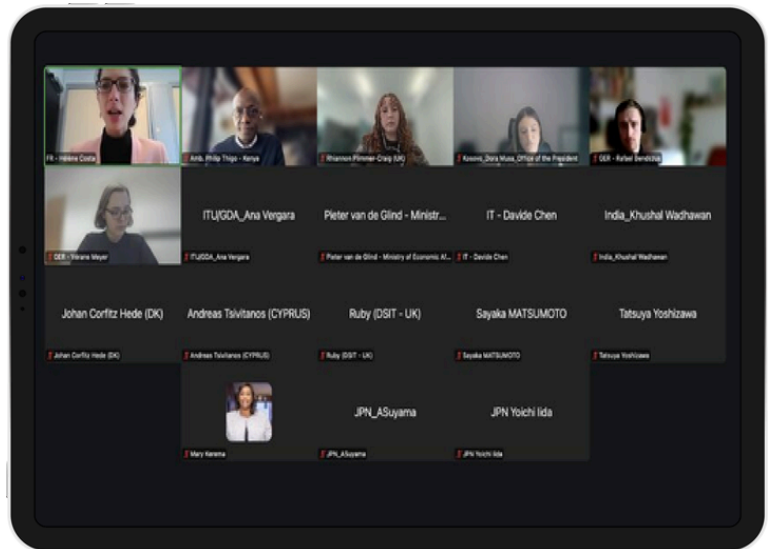 FR - Hélène Costa
Amb. Philip Thigo - Kenya
Rhiannon Plimmer-Craig (UK)
Kosovo_Dora Musa_Office of the President
GER - Rafael Dendszus
GER - Verane Meyer
ITU/GDA_Ana Vergara
ITU/GDA_Ana Vergara
Pieter van de Glind - Ministr...
Pieter van de Glind - Ministry of Economic Af...
IT - Davide Chen
IT - Davide Chen
India_Khushal Wadhawan
India_Khushal Wadhawan
Johan Corfitz Hede (DK)
Johan Corfitz Hede (DK)
Andreas Tsivitanos (CYPRUS)
Andreas Tsivitanos (CYPRUS)
Ruby (DSIT - UK)
Ruby (DSIT - UK)
Sayaka MATSUMOTO
Sayaka MATSUMOTO
Tatsuya Yoshizawa
Tatsuya Yoshizawa
Mary Kerema
JPN_ASuyama
JPN_ASuyama
JPN Yoichi Iida
JPN Yoichi Iida